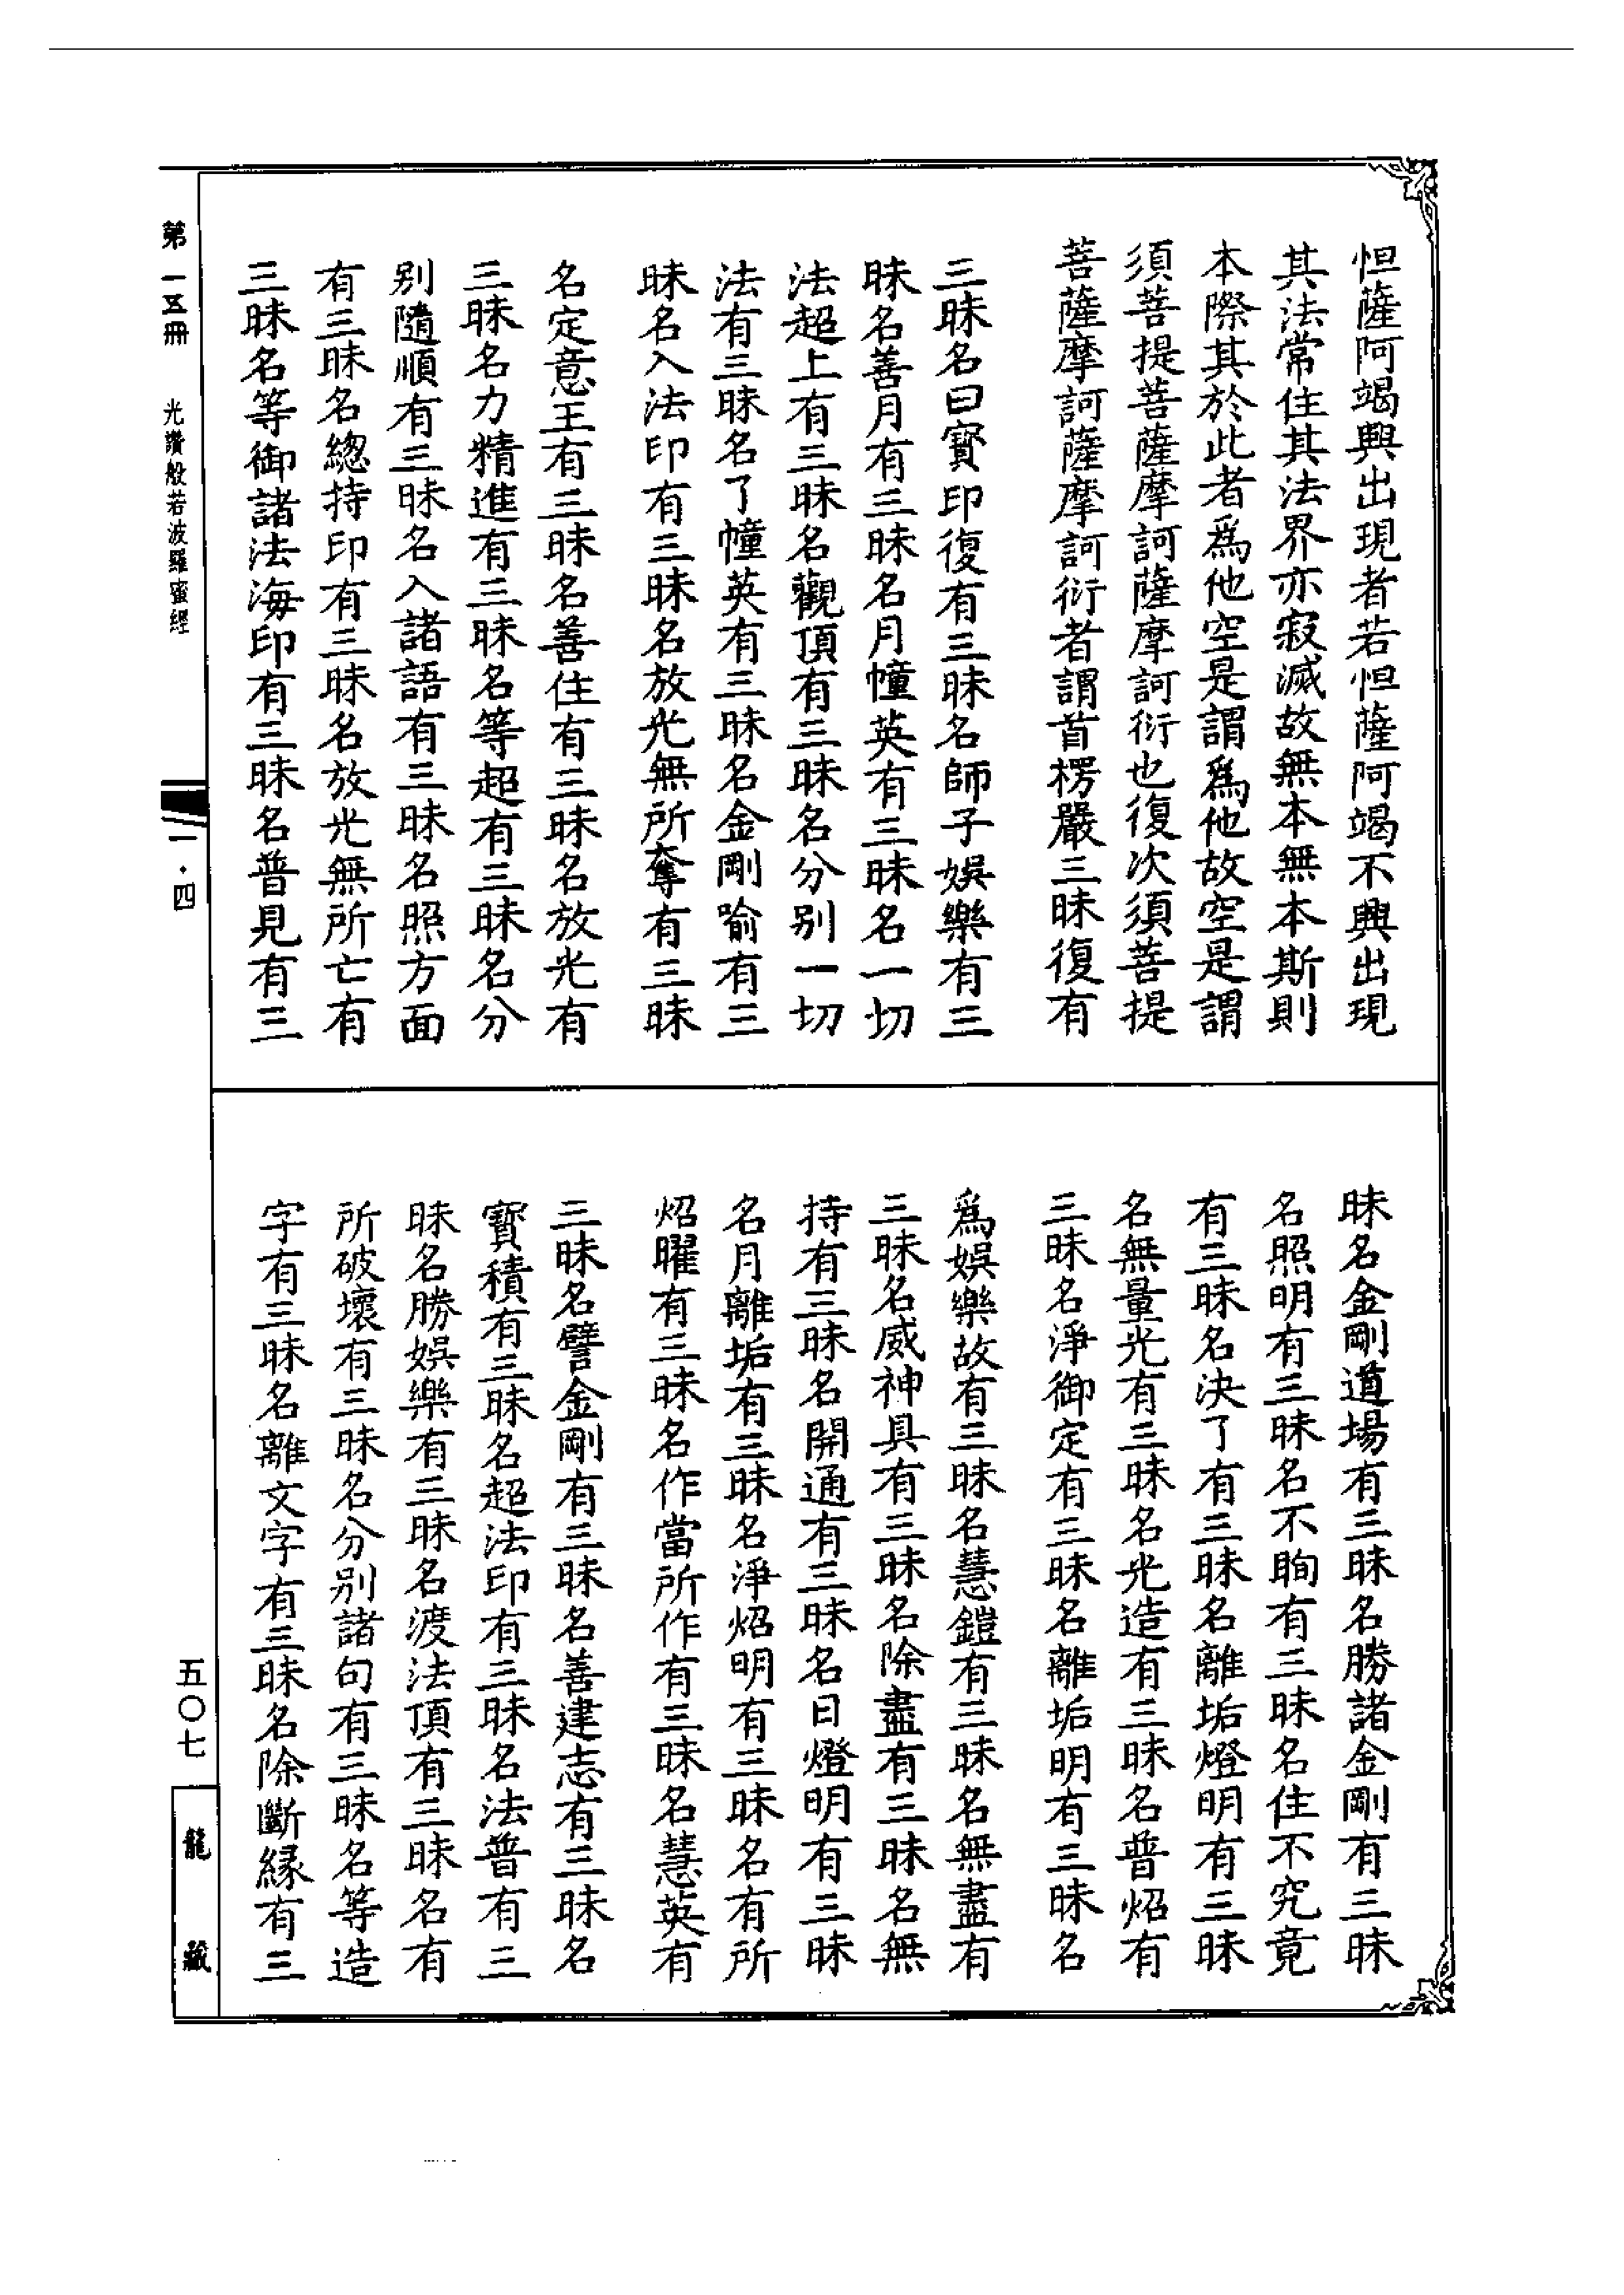 怛薩阿竭興出現者若怛薩阿竭不興出現
其法常住其法界亦寂滅故無本無本斯則
本際其於此者爲他空是謂爲他故空是謂
須菩提菩薩摩訶薩摩訶衍也復次須菩提
菩薩摩訶薩摩訶衍者謂首楞嚴三昧復有
三昧名曰寶印復有三昧名師子娛樂有三
昧名善月有三昧名月幢英有三昧名一切
法超上有三昧名觀頂有三昧名分别一切
法有三昧名了幢英有三昧名金剛喻有三
昧名入法印有三昧名放光無所奪有三昧
名定意王有三昧名善住有三昧名放光有
三昧名力精進有三昧名等超有三昧名分
别隨順有三昧名入諸語有三昧名照方面
有三昧名總持印有三昧名放光無所亡有
三昧名等御諸法海印有三昧名普見有三
昧名金剛道場有三昧名勝諸金剛有三昧
名照明有三昧名不眴有三昧名住不究竟
有三昧名决了有三昧名離垢燈明有三昧
名無量光有三昧名光造有三昧名普炤有
三昧名淨御定有三昧名離垢明有三昧名
爲娛樂故有三昧名慧鎧有三昧名無盡有
三昧名威神具有三昧名除盡有三昧名無
持有三昧名開通有三昧名日燈明有三昧
名月離垢有三昧名淨炤明有三昧名有所
炤曜有三昧名作當所作有三昧名慧英有
三昧名譬金剛有三昧名善建志有三昧名
寶積有三昧名超法印有三昧名法普有三
昧名勝娛樂有三昧名渡法頂有三昧名有
所破壞有三昧名分别諸句有三昧名等造
字有三昧名離文字有三昧名除斷緣有三
第一五冊 光讚般若波羅蜜經
一·四
五〇七
龍藏